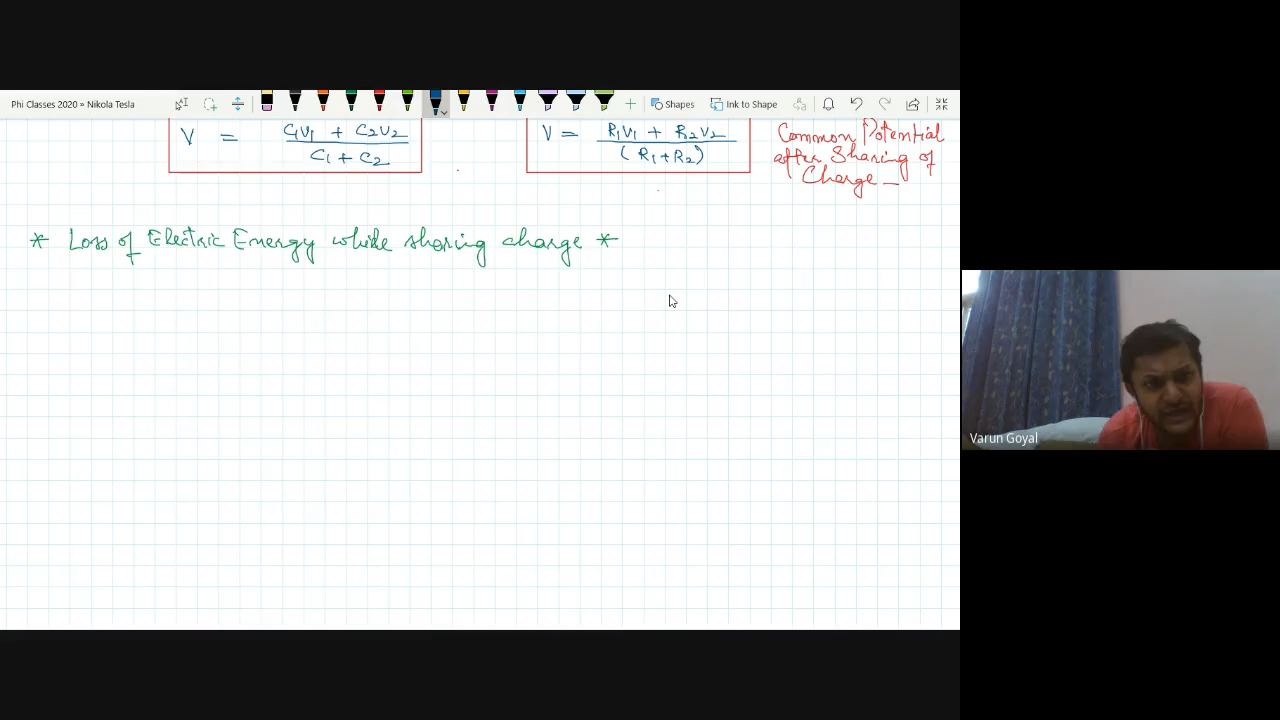 Phi Classes 2020 » Nikola Tesla
Shapes
Ink to Shape
V = C1V1 + C2V2 / C1 + C2
V = R1V1 + R2V2 / (R1+R2)
Common Potential
after Sharing of
Charge _
* Loss of Electric Energy while sharing charge *
Varun Goyal